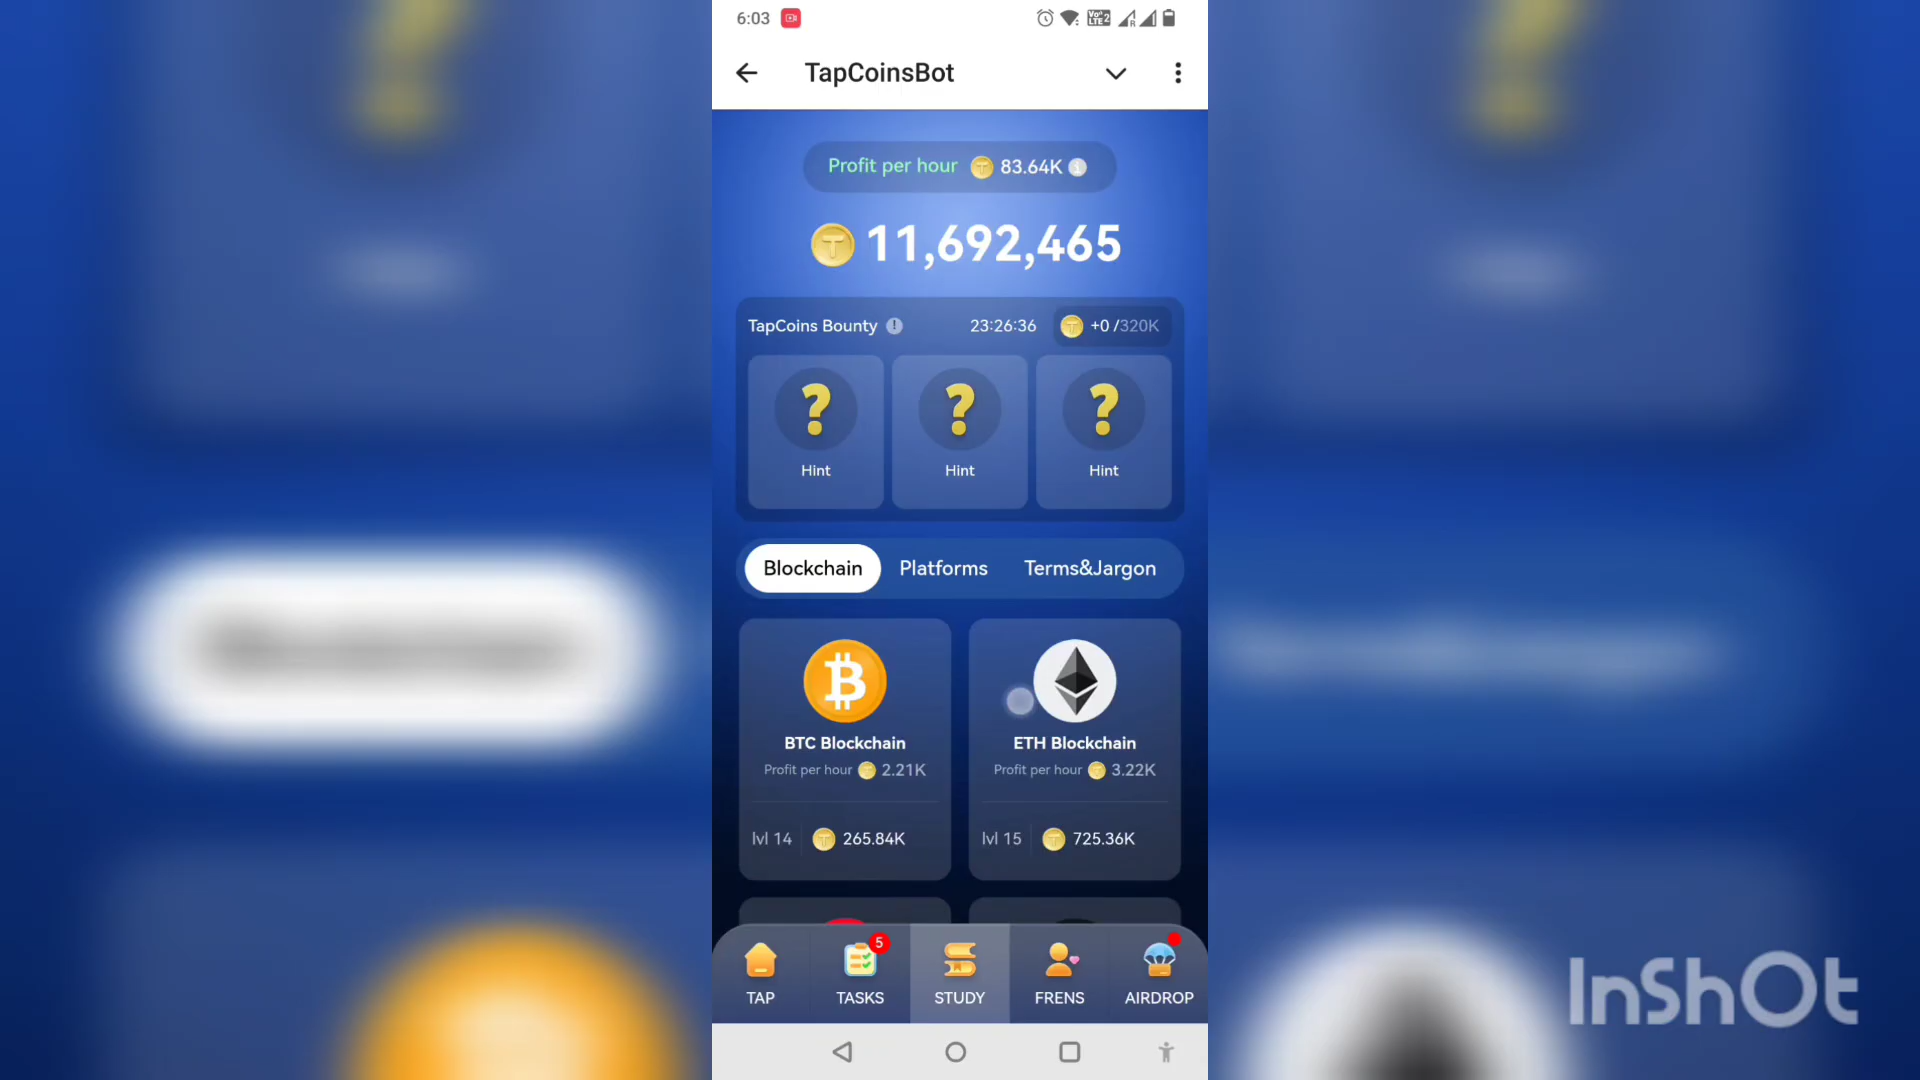 6:03
TapCoinsBot
Profit per hour 83.64K
11,692,465
TapCoins Bounty 23:26:36 +0 /320K
? ? ?
Hint Hint Hint
Blockchain Platforms Terms&Jargon
BTC Blockchain ETH Blockchain
Profit per hour 2.21K Profit per hour 3.22K
lvl 14 265.84K lvl 15 725.36K
5
TAP TASKS STUDY FRENS AIRDROP
InShOt